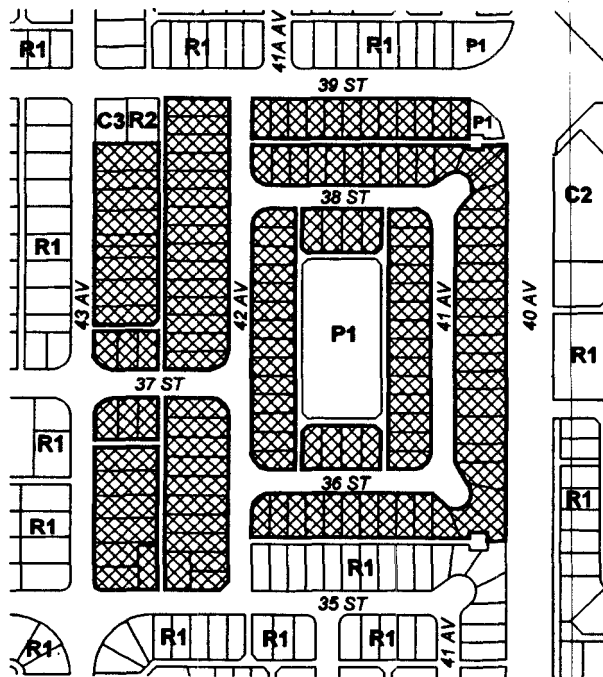 R1
R1
41A AV
R1
P1
39 ST
C3
R2
P1
38 ST
C2
R1
43 AV
42 AV
P1
41 AV
40 AV
R1
37 ST
R1
36 ST
R1
R1
R1
35 ST
R1
R1
R1
R1
41 AV